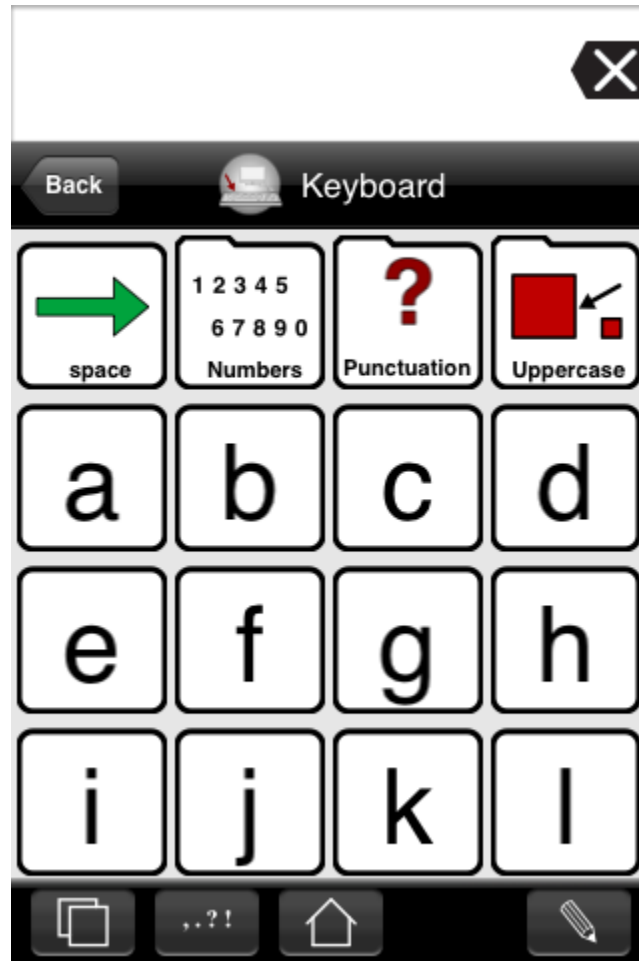 Back
Keyboard
1 2 3 4 5
6 7 8 9 0
?
space
Numbers
Punctuation
Uppercase
a b c d
e f g h
i j k l
,.?!